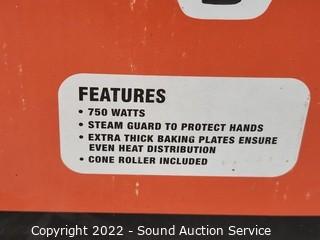 FEATURES
• 750 WATTS
• STEAM GUARD TO PROTECT HANDS
• EXTRA THICK BAKING PLATES ENSURE
EVEN HEAT DISTRIBUTION
• CONE ROLLER INCLUDED
Copyright 2022 - Sound Auction Service